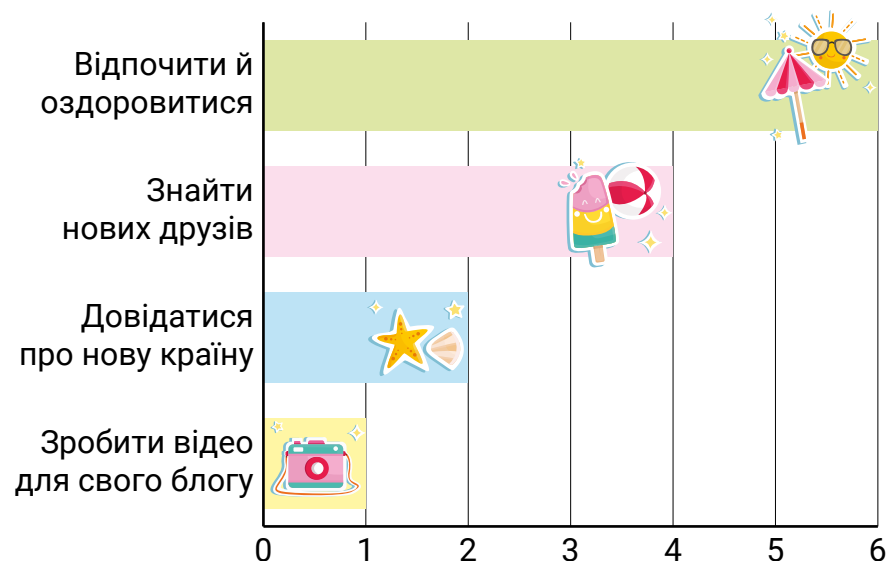 Відпочити й
оздоровитися
Знайти
нових друзів
Довідатися
про нову країну
Зробити відео
для свого блогу
0 1 2 3 4 5 6